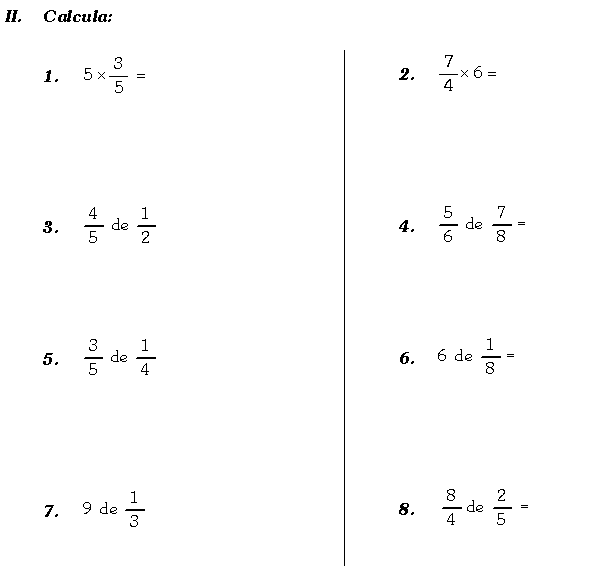 II. Calcula:
1. 5 × 3/5 =
2. 7/4 × 6 =
3. 4/5 de 1/2
4. 5/6 de 7/8 =
5. 3/5 de 1/4
6. 6 de 1/8 =
7. 9 de 1/3
8. 8/4 de 2/5 =